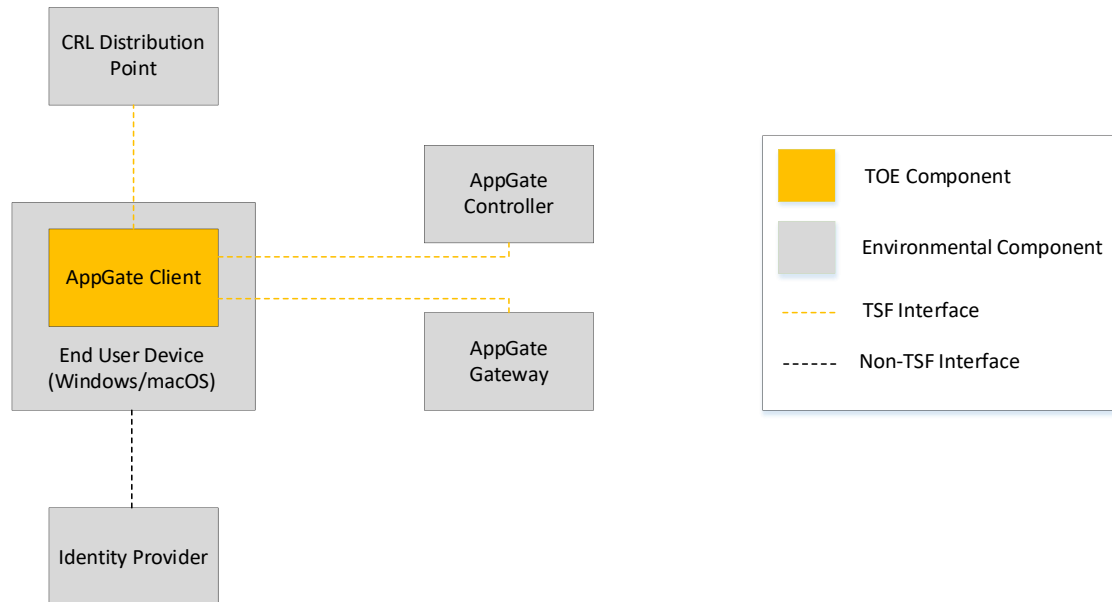 CRL Distribution
Point
AppGate
Controller
AppGate Client
End User Device
(Windows/macOS)
AppGate
Gateway
Identity Provider
TOE Component
Environmental Component
TSF Interface
Non-TSF Interface